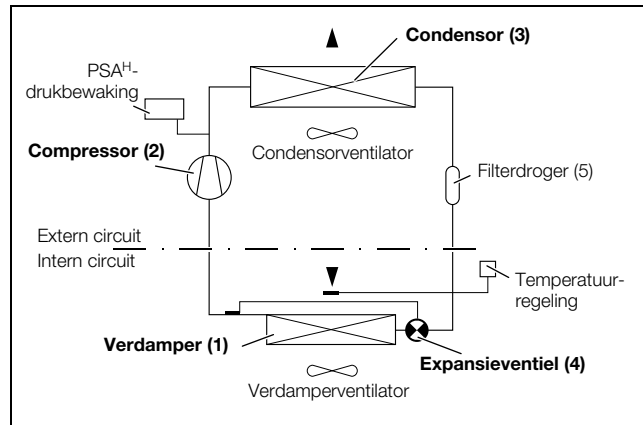 Condensor (3)
PSAᴴ-
drukbewaking
Condensorventilator
Compressor (2)
Filterdroger (5)
Extern circuit
Intern circuit
Temperatuur-
regeling
Verdamper (1)
Expansieventiel (4)
Verdamperventilator